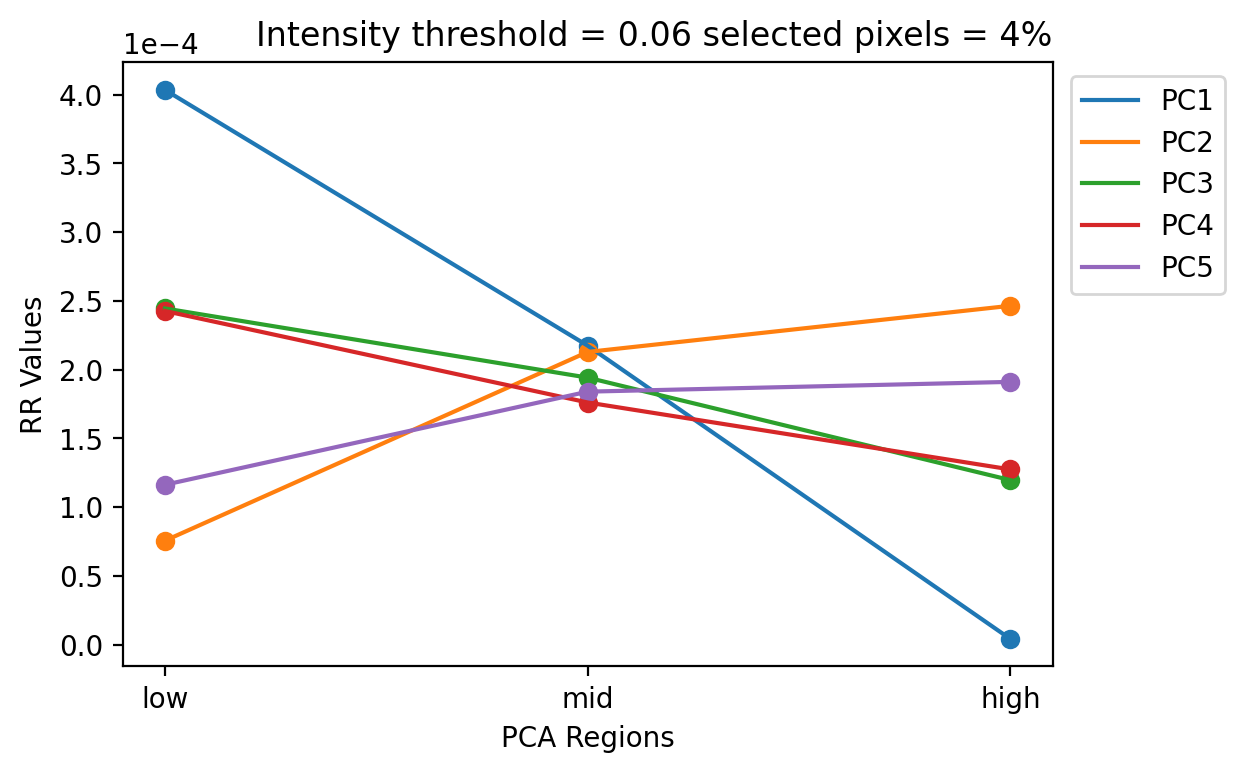 Intensity threshold = 0.06 selected pixels = 4%
1e−4
4.0
3.5
3.0
2.5
2.0
1.5
1.0
0.5
0.0
RR Values
low mid high
PCA Regions
PC1
PC2
PC3
PC4
PC5